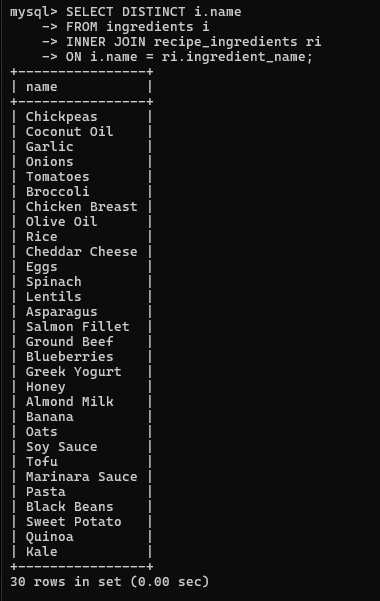 mysql> SELECT DISTINCT i.name
    -> FROM ingredients i
    -> INNER JOIN recipe_ingredients ri
    -> ON i.name = ri.ingredient_name;
+----------------+
| name           |
+----------------+
| Chickpeas      |
| Coconut Oil    |
| Garlic         |
| Onions         |
| Tomatoes       |
| Broccoli       |
| Chicken Breast |
| Olive Oil      |
| Rice           |
| Cheddar Cheese |
| Eggs           |
| Spinach        |
| Lentils        |
| Asparagus      |
| Salmon Fillet  |
| Ground Beef    |
| Blueberries    |
| Greek Yogurt   |
| Honey          |
| Almond Milk    |
| Banana         |
| Oats           |
| Soy Sauce      |
| Tofu           |
| Marinara Sauce |
| Pasta          |
| Black Beans    |
| Sweet Potato   |
| Quinoa         |
| Kale           |
+----------------+
30 rows in set (0.00 sec)